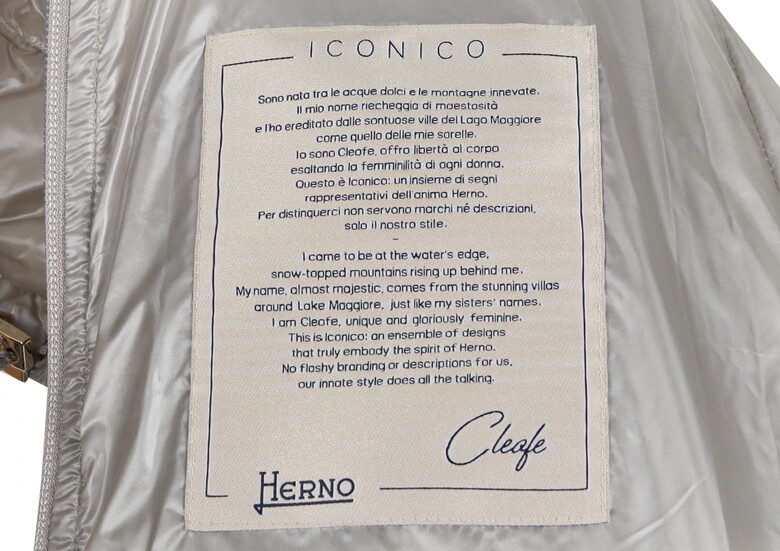 ICONICO
Sono nata tra le acque dolci e le montagne innevate.
Il mio nome riecheggia di maestosità
e l'ho ereditato dalle sontuose ville del Lago Maggiore
come quello delle mie sorelle.
Io sono Cleofe, offro libertà al corpo
esaltando la femminilità di ogni donna.
Questo è Iconico: un insieme di segni
rappresentativi dell'anima Herno.
Per distinguerci non servono marchi né descrizioni,
solo il nostro stile.
-
I came to be at the water's edge,
snow-topped mountains rising up behind me.
My name, almost majestic, comes from the stunning villas
around Lake Maggiore, just like my sisters' names.
I am Cleofe, unique and gloriously feminine.
This is Iconico: an ensemble of designs
that truly embody the spirit of Herno.
No flashy branding or descriptions for us,
our innate style does all the talking.
Cleofe
HERNO